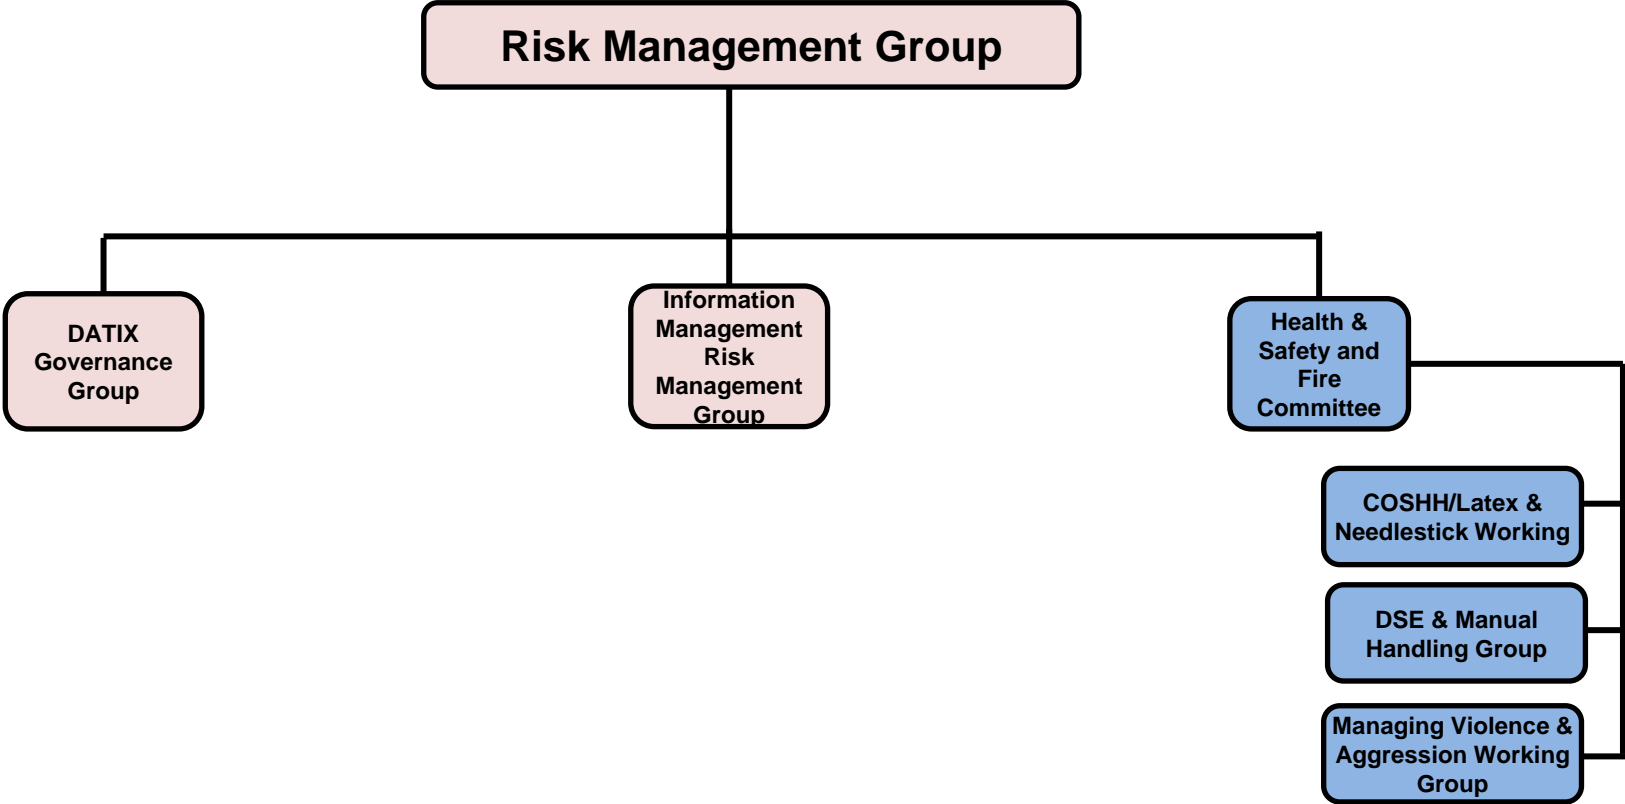 Risk Management Group
DATIX
Governance
Group
Information
Management
Risk
Management
Group
Health &
Safety and
Fire
Committee
COSHH/Latex &
Needlestick Working
DSE & Manual
Handling Group
Managing Violence &
Aggression Working
Group